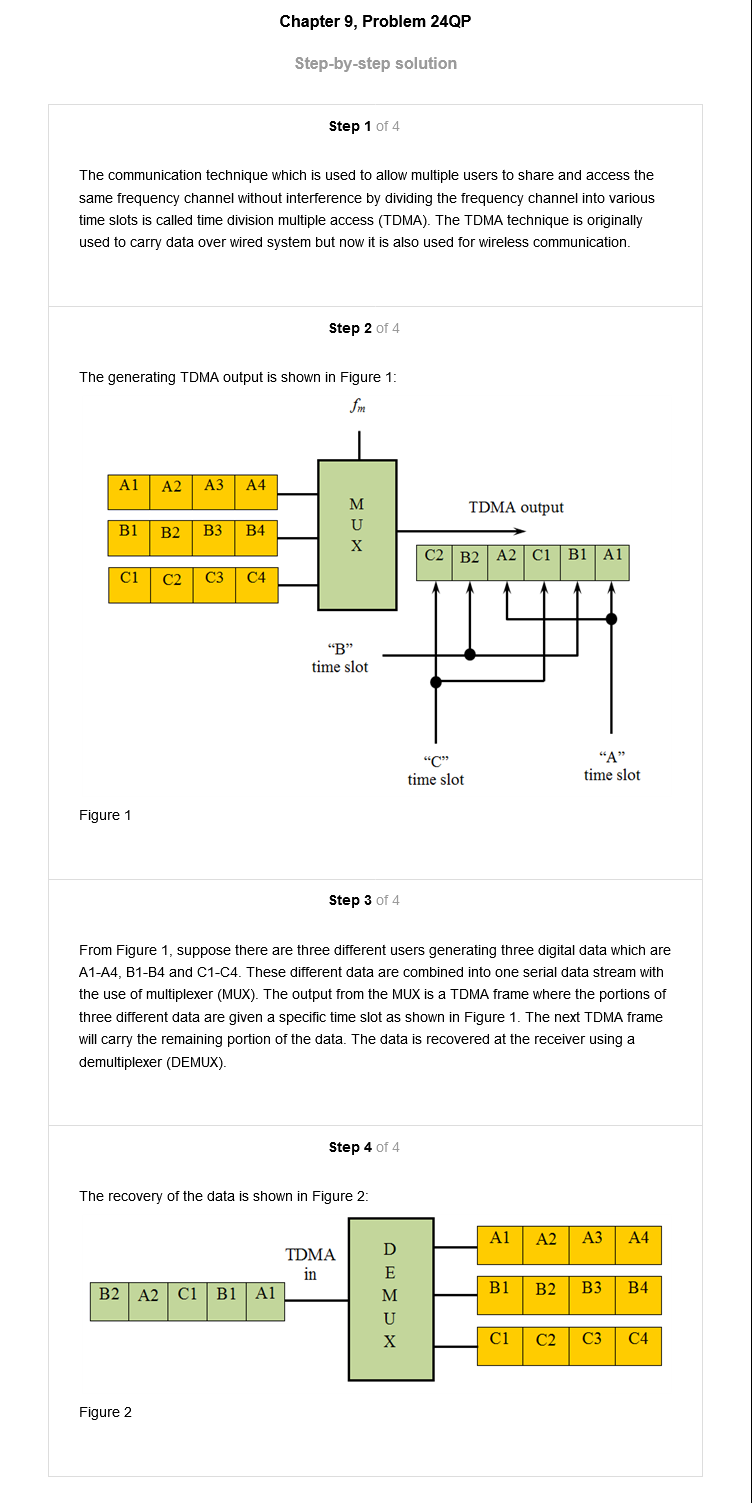 Chapter 9, Problem 24QP
Step-by-step solution
Step 1 of 4
The communication technique which is used to allow multiple users to share and access the
same frequency channel without interference by dividing the frequency channel into various
time slots is called time division multiple access (TDMA). The TDMA technique is originally
used to carry data over wired system but now it is also used for wireless communication.
Step 2 of 4
The generating TDMA output is shown in Figure 1:
fm
A1 A2 A3 A4
B1 B2 B3 B4
C1 C2 C3 C4
M
U
X
TDMA output
C2 B2 A2 C1 B1 A1
“B”
time slot
“C”
time slot
“A”
time slot
Figure 1
Step 3 of 4
From Figure 1, suppose there are three different users generating three digital data which are
A1-A4, B1-B4 and C1-C4. These different data are combined into one serial data stream with
the use of multiplexer (MUX). The output from the MUX is a TDMA frame where the portions of
three different data are given a specific time slot as shown in Figure 1. The next TDMA frame
will carry the remaining portion of the data. The data is recovered at the receiver using a
demultiplexer (DEMUX).
Step 4 of 4
The recovery of the data is shown in Figure 2:
TDMA
in
B2 A2 C1 B1 A1
D
E
M
U
X
A1 A2 A3 A4
B1 B2 B3 B4
C1 C2 C3 C4
Figure 2